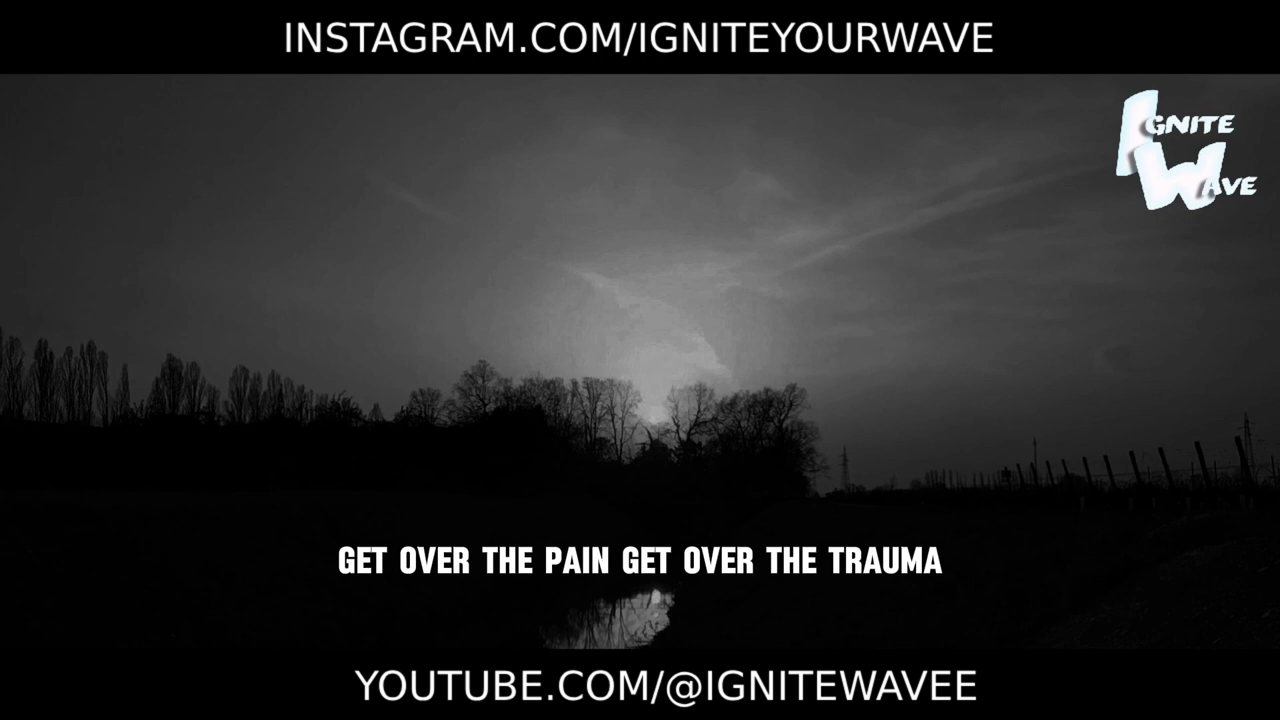 INSTAGRAM.COM/IGNITEYOURWAVE
IGNITE
WAVE
GET OVER THE PAIN GET OVER THE TRAUMA
YOUTUBE.COM/@IGNITEWAVEE